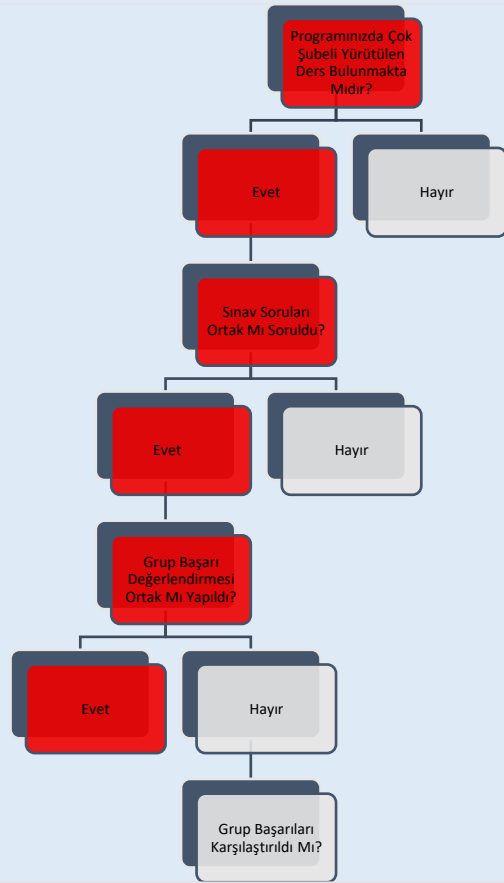 Programınızda Çok
Şubeli Yürütülen
Ders Bulunmakta
Mıdır?
Evet
Hayır
Sınav Soruları
Ortak Mı Soruldu?
Evet
Hayır
Grup Başarı
Değerlendirmesi
Ortak Mı Yapıldı?
Evet
Hayır
Grup Başarıları
Karşılaştırıldı Mı?